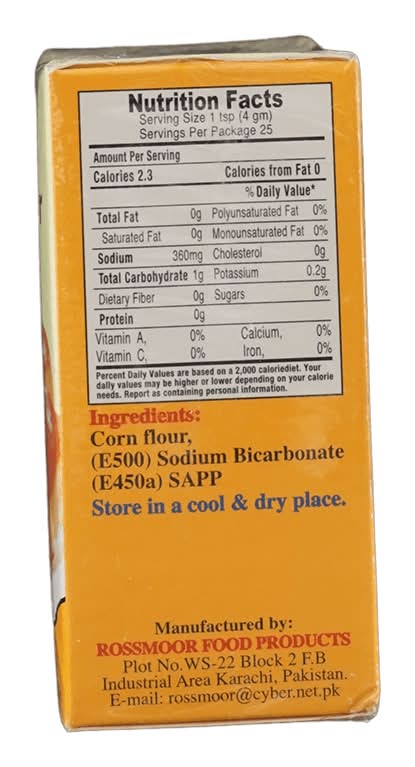 Nutrition Facts
Serving Size 1 tsp (4 gm)
Servings Per Package 25
Amount Per Serving
Calories 2.3 Calories from Fat 0
% Daily Value*
Total Fat 0g Polyunsaturated Fat 0%
Saturated Fat 0g Monounsaturated Fat 0%
Sodium 360mg Cholesterol 0g
Total Carbohydrate 1g Potassium 0.2g
Dietary Fiber 0g Sugars 0%
Protein 0g
Vitamin A, 0% Calcium, 0%
Vitamin C, 0% Iron, 0%
Percent Daily Values are based on a 2,000 caloriediet. Your
daily values may be higher or lower depending on your calorie
needs. Report as containing personal information.
Ingredients:
Corn flour,
(E500) Sodium Bicarbonate
(E450a) SAPP
Store in a cool & dry place.
Manufactured by:
ROSSMOOR FOOD PRODUCTS
Plot No.WS-22 Block 2 F.B
Industrial Area Karachi, Pakistan.
E-mail: rossmoor@cyber.net.pk